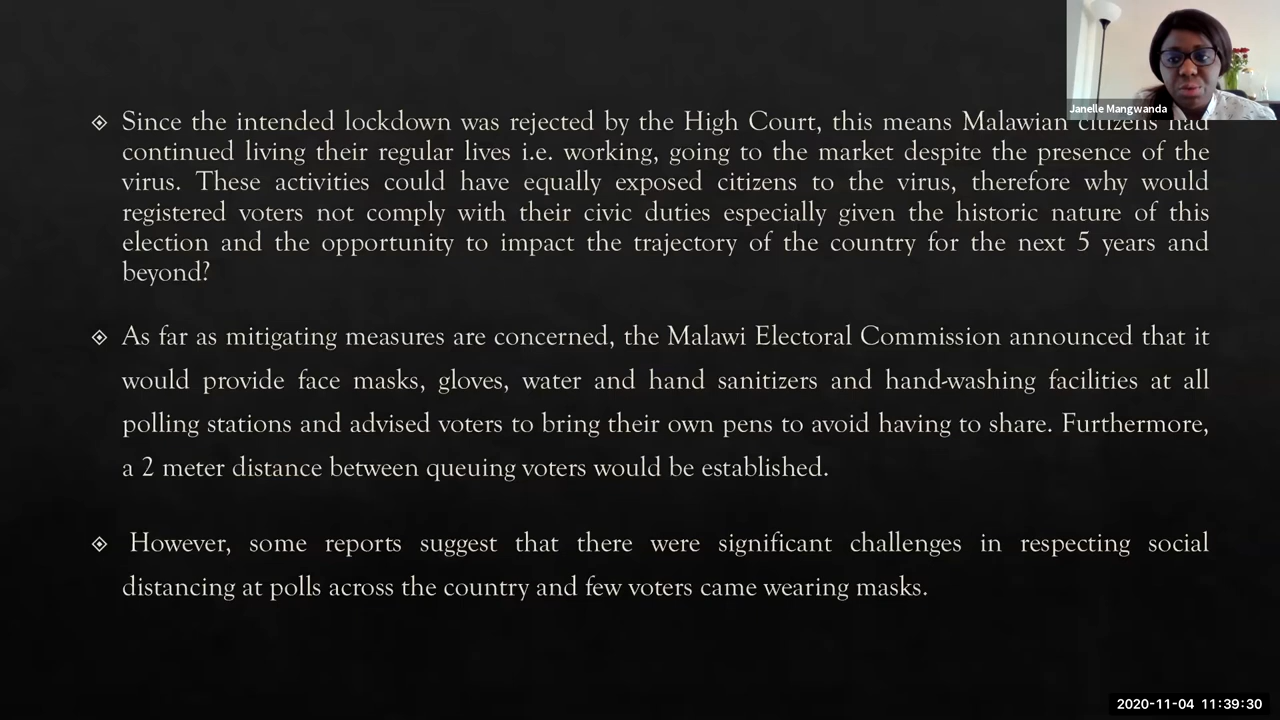 Janelle Mangwanda
Since the intended lockdown was rejected by the High Court, this means Malawian citizens had
continued living their regular lives i.e. working, going to the market despite the presence of the
virus. These activities could have equally exposed citizens to the virus, therefore why would
registered voters not comply with their civic duties especially given the historic nature of this
election and the opportunity to impact the trajectory of the country for the next 5 years and
beyond?
As far as mitigating measures are concerned, the Malawi Electoral Commission announced that it
would provide face masks, gloves, water and hand sanitizers and hand-washing facilities at all
polling stations and advised voters to bring their own pens to avoid having to share. Furthermore,
a 2 meter distance between queuing voters would be established.
However, some reports suggest that there were significant challenges in respecting social
distancing at polls across the country and few voters came wearing masks.
2020-11-04 11:39:30